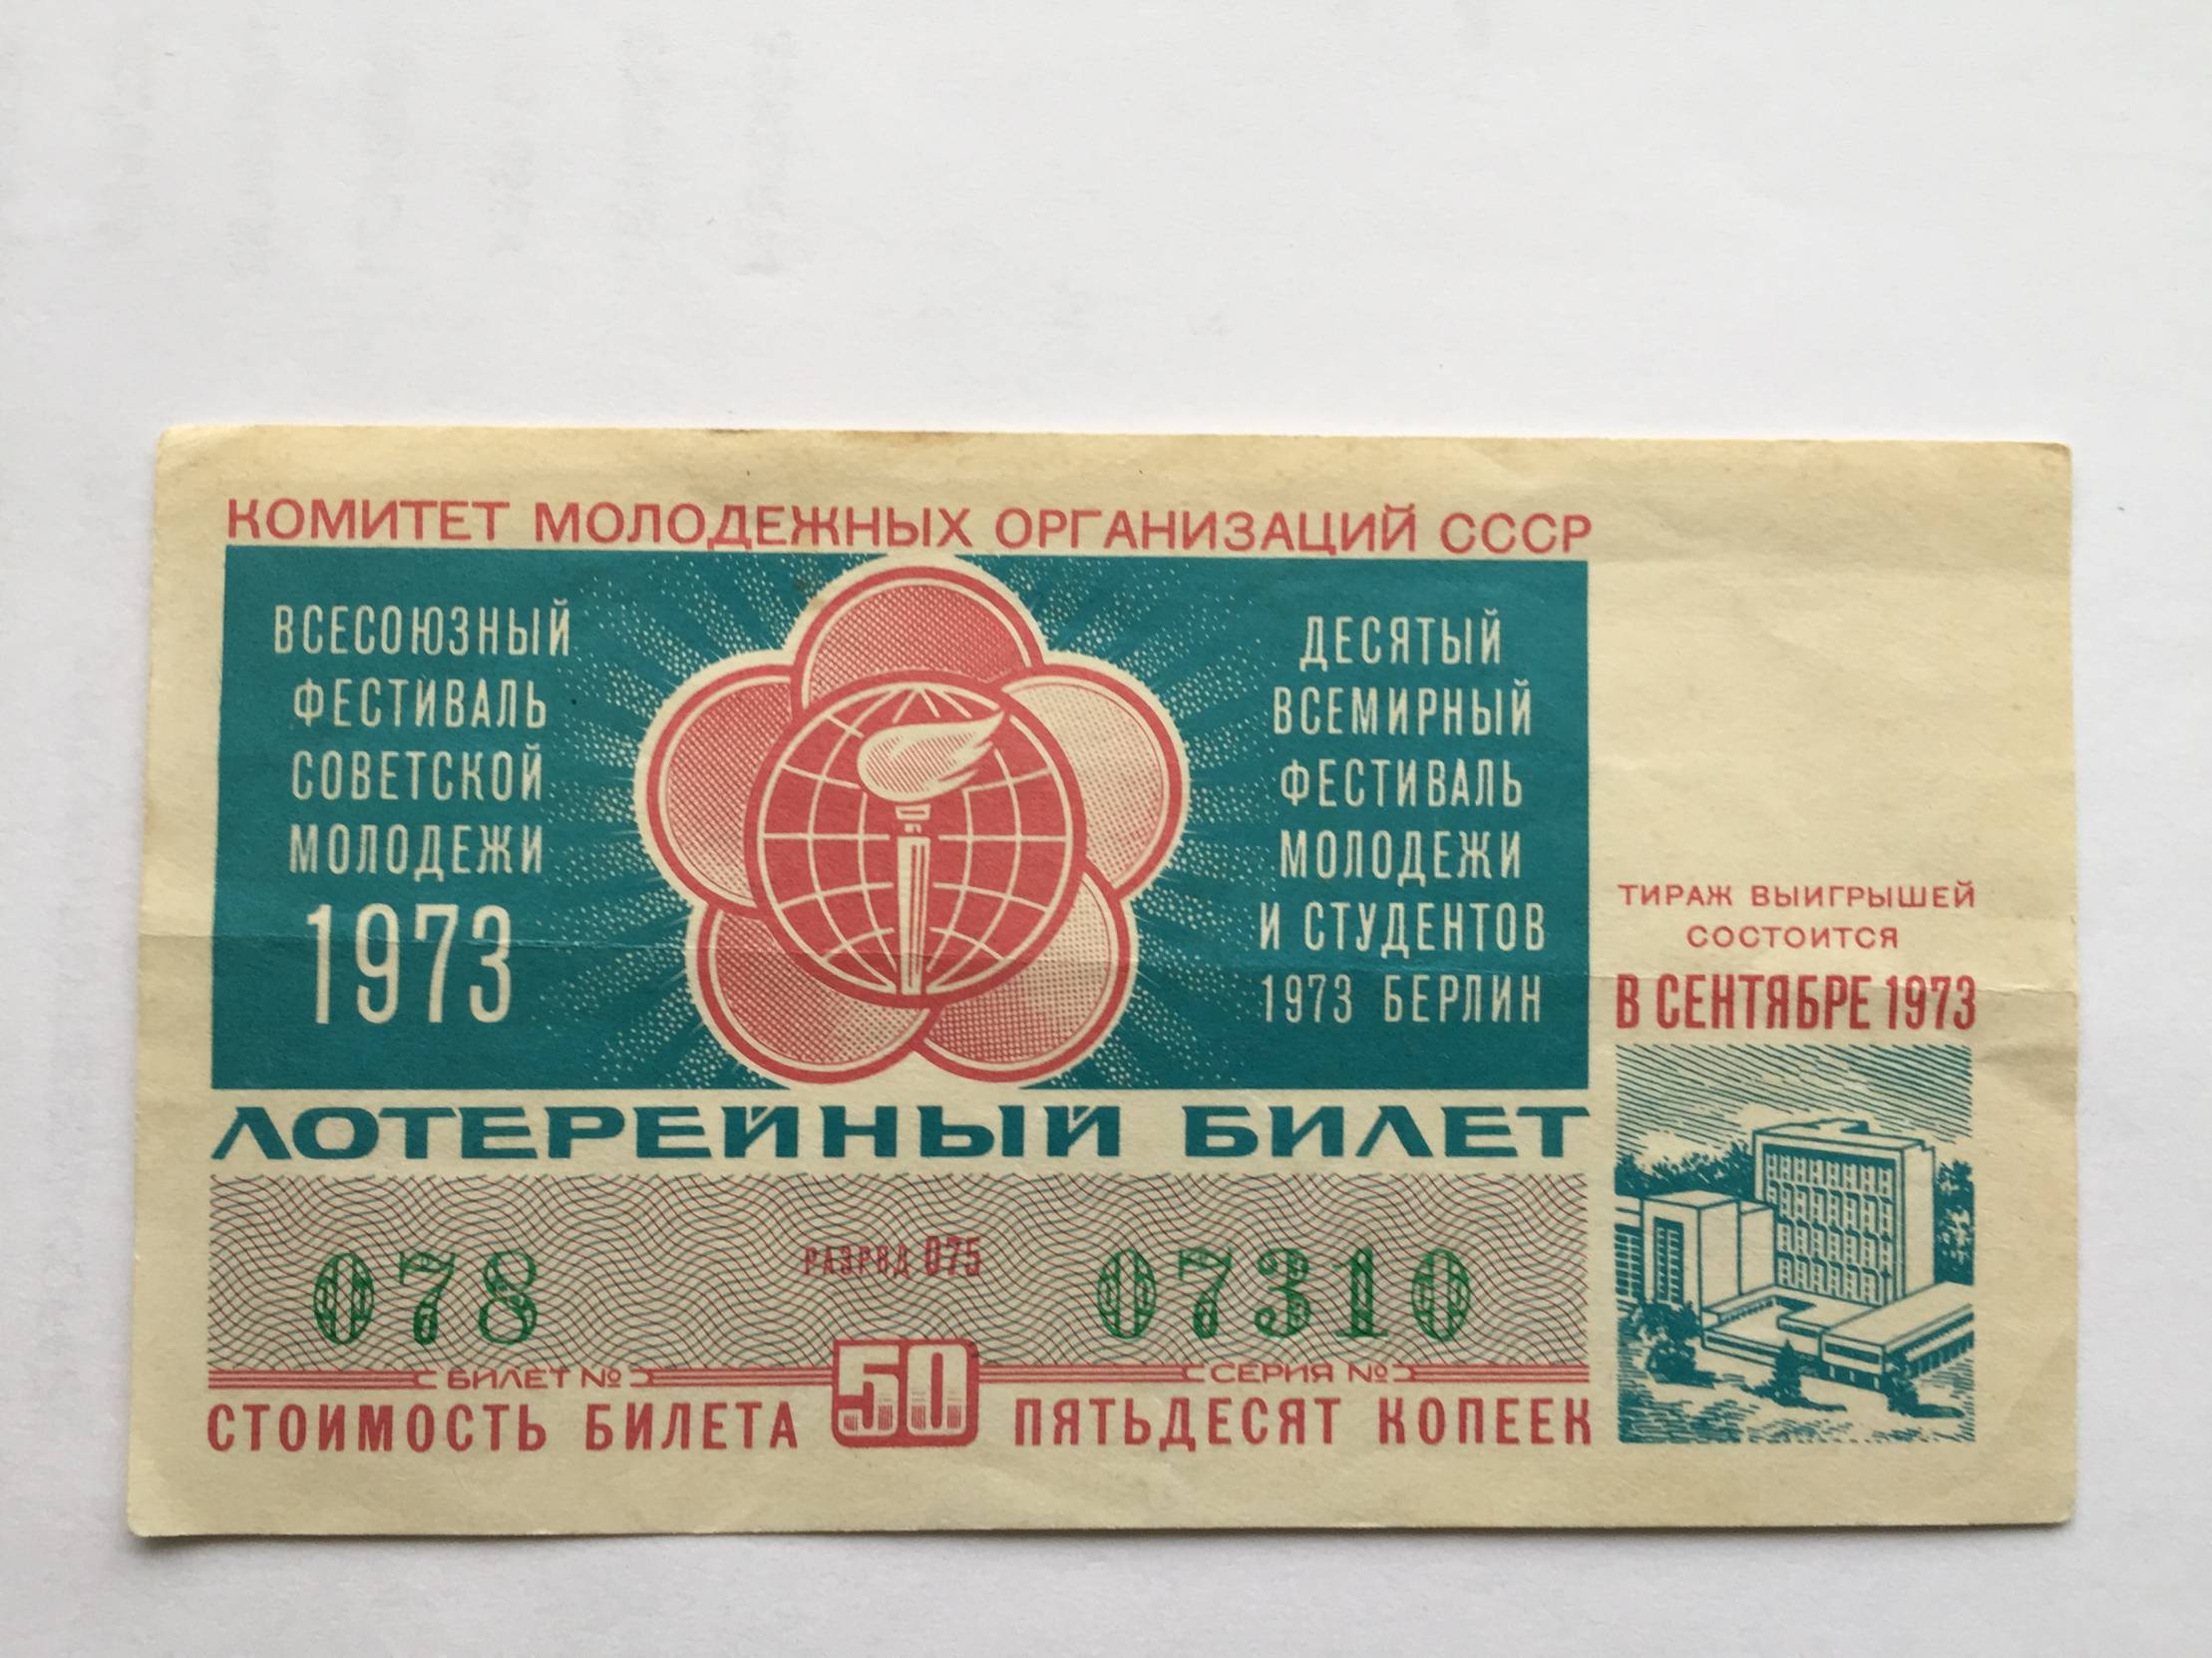 КОМИТЕТ МОЛОДЕЖНЫХ ОРГАНИЗАЦИЙ СССР
ВСЕСОЮЗНЫЙ
ФЕСТИВАЛЬ
СОВЕТСКОЙ
МОЛОДЕЖИ
1973
ДЕСЯТЫЙ
ВСЕМИРНЫЙ
ФЕСТИВАЛЬ
МОЛОДЕЖИ
И СТУДЕНТОВ
1973 БЕРЛИН
ЛОТЕРЕЙНЫЙ БИЛЕТ
078 РАЗРЯД 075 07310
БИЛЕТ № СЕРИЯ №
СТОИМОСТЬ БИЛЕТА 50 ПЯТЬДЕСЯТ КОПЕЕК
ТИРАЖ ВЫИГРЫШЕЙ
СОСТОИТСЯ
В СЕНТЯБРЕ 1973